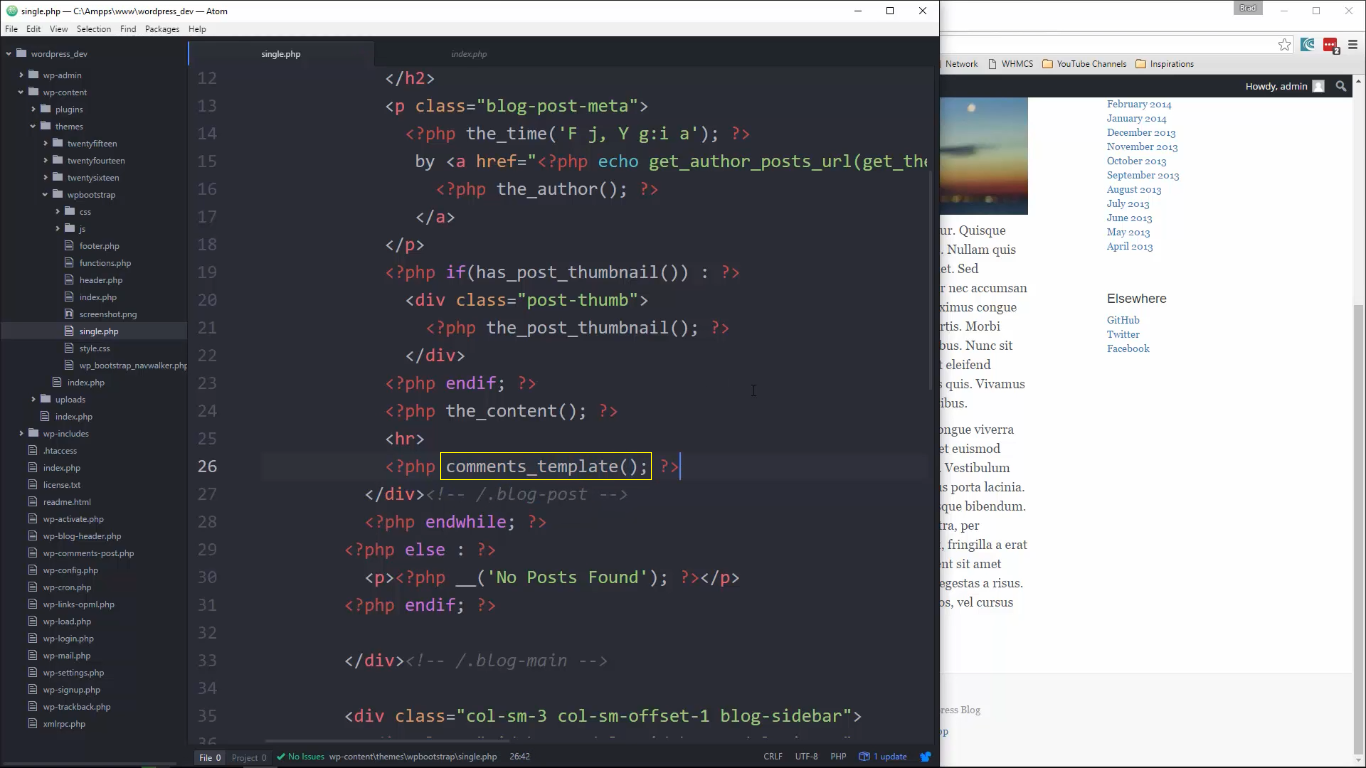 single.php — C:\Ampps\www\wordpress_dev — Atom
Brad
File Edit View Selection Find Packages Help
wordpress_dev
wp-admin
wp-content
plugins
themes
twentyfifteen
twentyfourteen
twentysixteen
wpbootstrap
css
js
footer.php
functions.php
header.php
index.php
screenshot.png
single.php
style.css
wp_bootstrap_navwalker.php
index.php
uploads
index.php
wp-includes
.htaccess
index.php
license.txt
readme.html
wp-activate.php
wp-blog-header.php
wp-comments-post.php
wp-config.php
wp-cron.php
wp-links-opml.php
wp-load.php
wp-login.php
wp-mail.php
wp-settings.php
wp-signup.php
wp-trackback.php
xmlrpc.php
single.php index.php
12 </h2>
13 <p class="blog-post-meta">
14 <?php the_time('F j, Y g:i a'); ?>
15 by <a href="<?php echo get_author_posts_url(get_the
16 <?php the_author(); ?>
17 </a>
18 </p>
19 <?php if(has_post_thumbnail()) : ?>
20 <div class="post-thumb">
21 <?php the_post_thumbnail(); ?>
22 </div>
23 <?php endif; ?>
24 <?php the_content(); ?>
25 <hr>
26 <?php comments_template(); ?>
27 </div><!-- /.blog-post -->
28 <?php endwhile; ?>
29 <?php else : ?>
30 <p><?php __('No Posts Found'); ?></p>
31 <?php endif; ?>
32
33 </div><!-- /.blog-main -->
34
35 <div class="col-sm-3 col-sm-offset-1 blog-sidebar">
36
File 0 Project 0 No Issues wp-content\themes\wpbootstrap\single.php 26:42 CRLF UTF-8 PHP 1 update
2
Network WHMCS YouTube Channels Inspirations
Howdy, admin
February 2014
January 2014
December 2013
November 2013
October 2013
September 2013
August 2013
July 2013
June 2013
May 2013
April 2013
Elsewhere
GitHub
Twitter
Facebook
ur. Quisque
Nullam quis
et. Sed
r nec accumsan
ximus congue
rtis. Morbi
bus. Nunc sit
t eleifend
quis. Vivamus
ibus.
ngue viverra
et euismod
Vestibulum
s porta lacinia.
sque bibendum.
tra, per
, fringilla a erat
ent sit amet
egestas a risus.
os, vel cursus
ress Blog
op